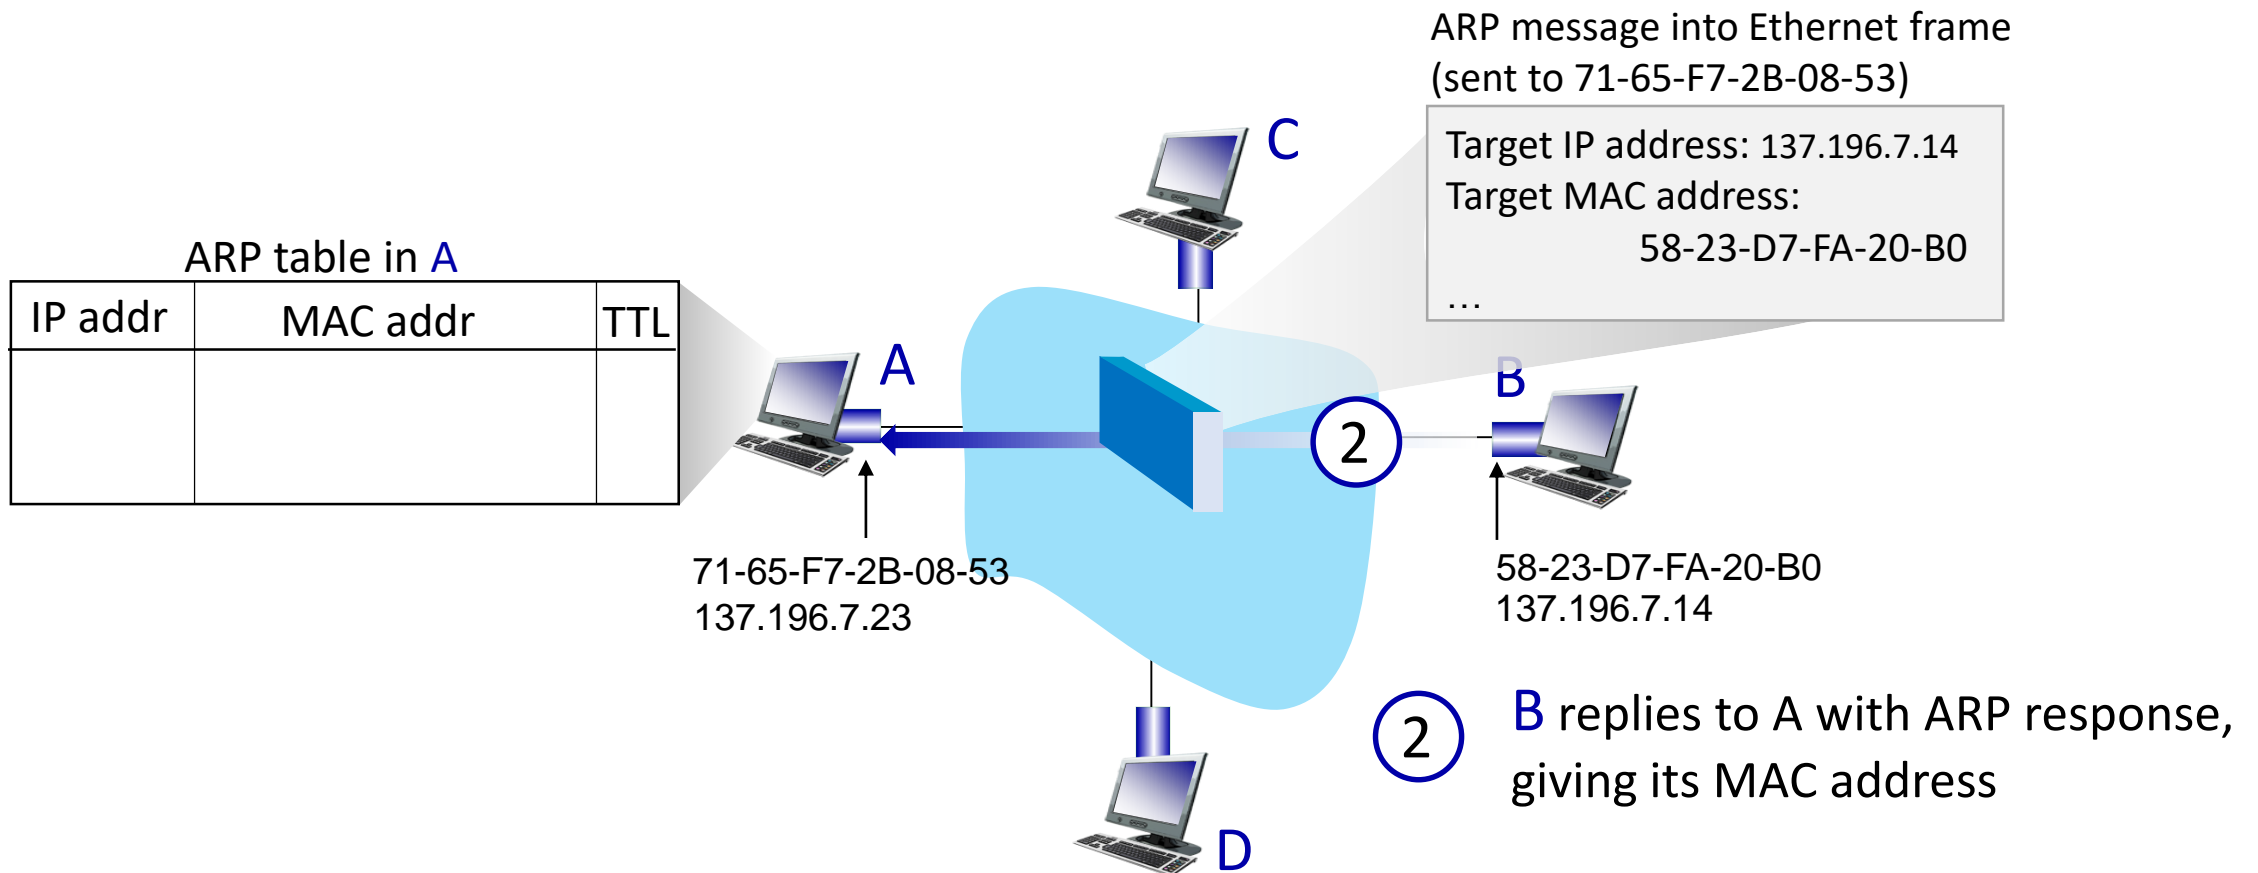 ARP message into Ethernet frame
(sent to 71-65-F7-2B-08-53)
Target IP address: 137.196.7.14
Target MAC address:
58-23-D7-FA-20-B0
…
C
ARP table in A
IP addr MAC addr TTL
A
B
2
71-65-F7-2B-08-53
137.196.7.23
58-23-D7-FA-20-B0
137.196.7.14
2
B replies to A with ARP response,
giving its MAC address
D